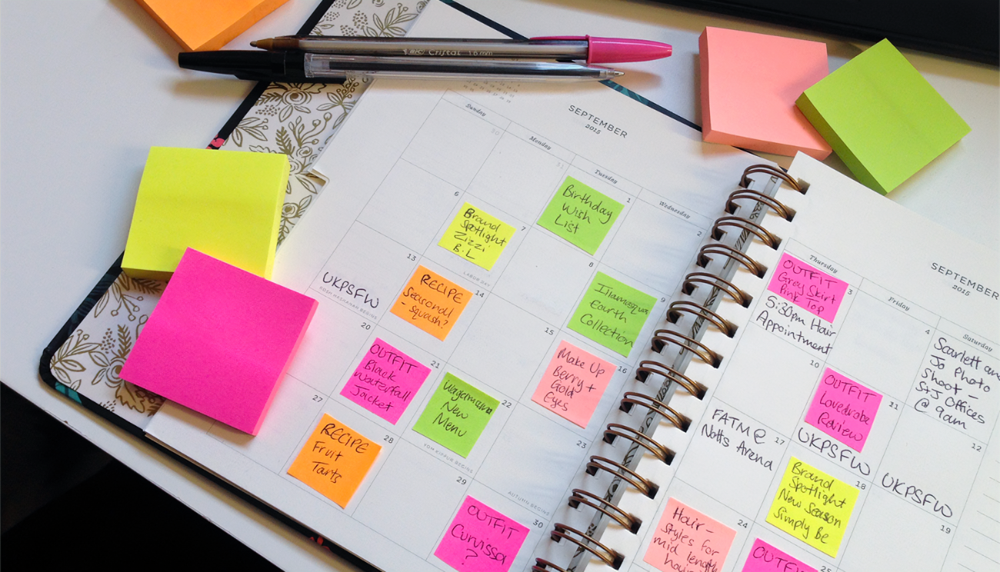 Cristal 1.6mm
SEPTEMBER
2015
Sunday
Monday
Tuesday
Wednesday
30
31
1
Birthday
Wish
List
2
6
Brand
Spotlight
Zizzi
B.L
7
LABOR DAY
8
Illamasqua
Earth
Collection
9
13
UKPSFW
ROSH HASHANAH BEGINS
RECIPE
Seasonal
- squash?
14
15
Make Up
Berry +
Gold
Eyes
16
20
OUTFIT
Black
Waterfall
Jacket
21
Wagamama
New
Menu
YOM KIPPUR BEGINS
22
23
AUTUMN BEGINS
27
RECIPE
Fruit
Tarts
28
29
OUTFIT
Curvissa
?
30
SEPTEMBER
2015
Thursday
Friday
Saturday
OUTFIT
Grey Skirt
Pink Top
3
5:30pm Hair
Appointment
4
Scarlett and
Jo Photo
Shoot -
S+J Offices
@ 9am
10
OUTFIT
Lovedrobe
Review
11
UKPSFW
12
UKPSFW
FATM @
Notts Arena
17
Brand
Spotlight
New Season
Simply Be
18
19
Hair -
styles for
mid length
hair
24
OUTFIT
25